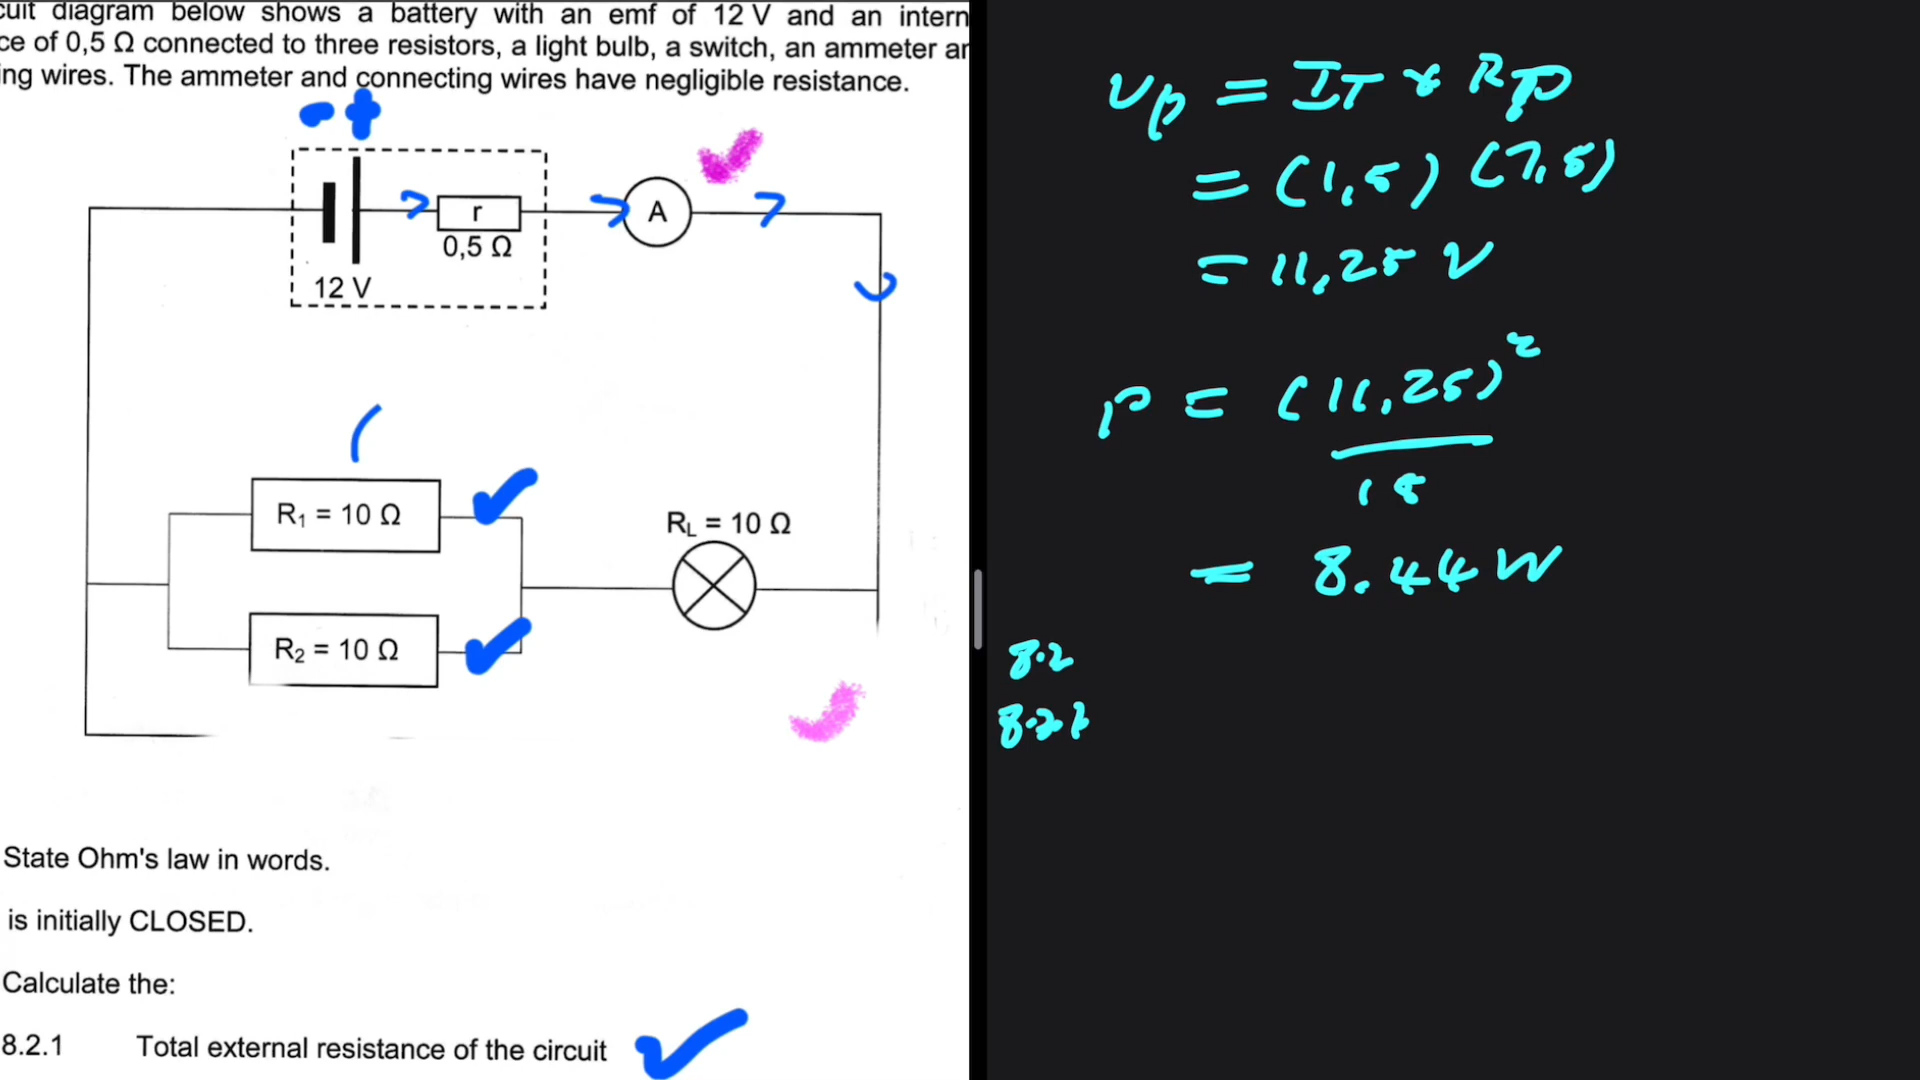 cuit diagram below shows a battery with an emf of 12 V and an intern
ce of 0,5 Ω connected to three resistors, a light bulb, a switch, an ammeter ar
ing wires. The ammeter and connecting wires have negligible resistance.
- +
r
0,5 Ω
12 V
A
R₁ = 10 Ω
R_L = 10 Ω
R₂ = 10 Ω
State Ohm's law in words.
is initially CLOSED.
Calculate the:
8.2.1 Total external resistance of the circuit
Vp = IT × Rp
= (1,5) (7,5)
= 11,25 V
P = (11,25)²
15
= 8.44 W
8.2